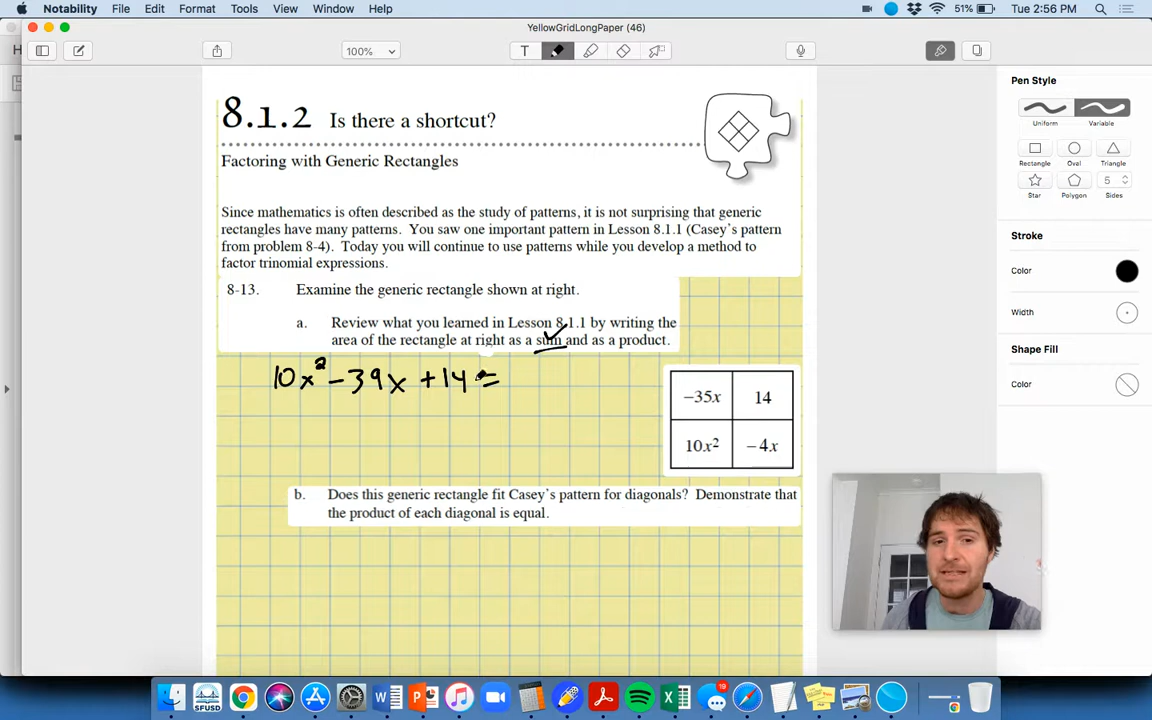 Notability File Edit Format Tools View Window Help 51% Tue 2:56 PM
YellowGridLongPaper (46)
100% T
Pen Style
Uniform Variable
Rectangle Oval Triangle
5
Star Polygon Sides
Stroke
Color
Width
Shape Fill
Color
8.1.2 Is there a shortcut?
Factoring with Generic Rectangles
Since mathematics is often described as the study of patterns, it is not surprising that generic
rectangles have many patterns. You saw one important pattern in Lesson 8.1.1 (Casey's pattern
from problem 8-4). Today you will continue to use patterns while you develop a method to
factor trinomial expressions.
8-13. Examine the generic rectangle shown at right.
a. Review what you learned in Lesson 8.1.1 by writing the
area of the rectangle at right as a sum and as a product.
10x² -39x +14 =
-35x 14
10x² -4x
b. Does this generic rectangle fit Casey's pattern for diagonals? Demonstrate that
the product of each diagonal is equal.
SFUSD
19